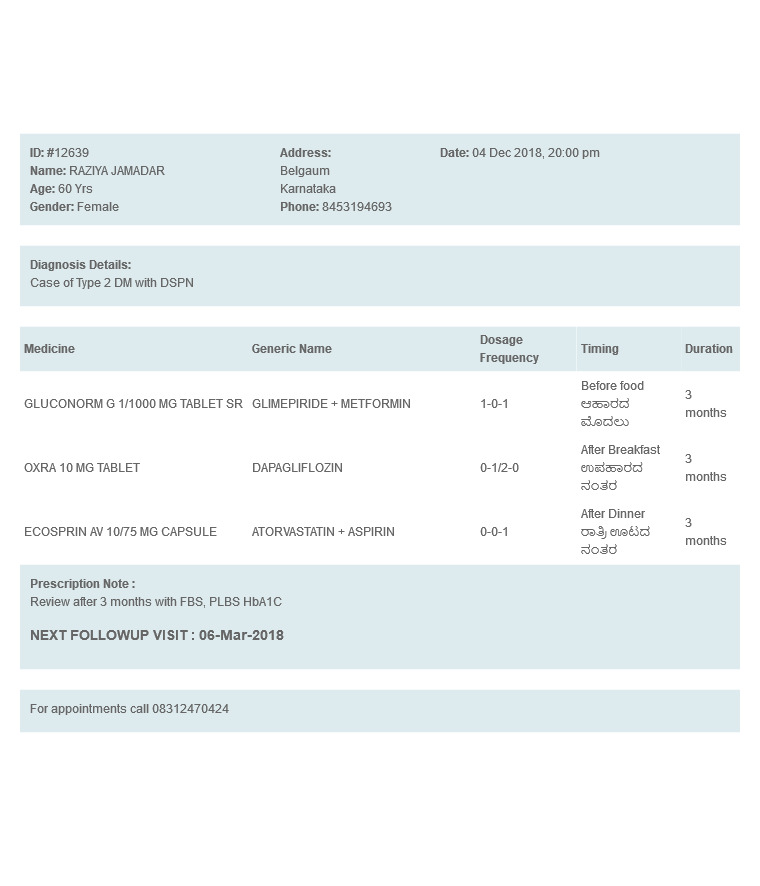 ID: #12639 Address: Date: 04 Dec 2018, 20:00 pm
Name: RAZIYA JAMADAR Belgaum
Age: 60 Yrs Karnataka
Gender: Female Phone: 8453194693
Diagnosis Details:
Case of Type 2 DM with DSPN
Medicine Generic Name Dosage Frequency Timing Duration
GLUCONORM G 1/1000 MG TABLET SR GLIMEPIRIDE + METFORMIN 1-0-1 Before food ಆಹಾರದ ಮೊದಲು 3 months
OXRA 10 MG TABLET DAPAGLIFLOZIN 0-1/2-0 After Breakfast ಉಪಹಾರದ ನಂತರ 3 months
ECOSPRIN AV 10/75 MG CAPSULE ATORVASTATIN + ASPIRIN 0-0-1 After Dinner ರಾತ್ರಿ ಊಟದ ನಂತರ 3 months
Prescription Note :
Review after 3 months with FBS, PLBS HbA1C
NEXT FOLLOWUP VISIT : 06-Mar-2018
For appointments call 08312470424